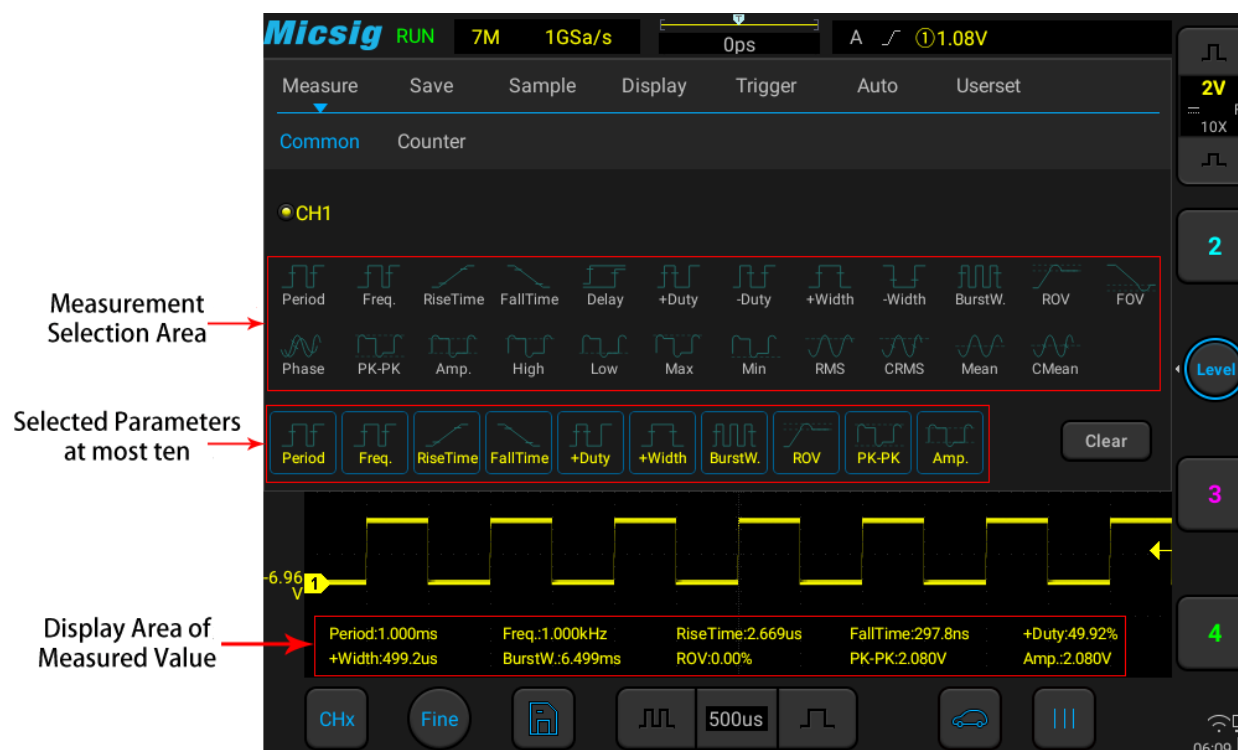 Micsig RUN 7M 1GSa/s T 0ps A ①1.08V
Measure Save Sample Display Trigger Auto Userset
2V
10X
Common Counter
CH1
2
Period Freq. RiseTime FallTime Delay +Duty -Duty +Width -Width BurstW. ROV FOV
Measurement
Selection Area
Phase PK-PK Amp. High Low Max Min RMS CRMS Mean CMean
Level
Selected Parameters
at most ten
Period Freq. RiseTime FallTime +Duty +Width BurstW. ROV PK-PK Amp.
Clear
3
-6.96
V
1
Display Area of
Measured Value
Period:1.000ms Freq.:1.000kHz RiseTime:2.669us FallTime:297.8ns +Duty:49.92%
+Width:499.2us BurstW.:6.499ms ROV:0.00% PK-PK:2.080V Amp.:2.080V
4
CHx Fine 500us
06:09